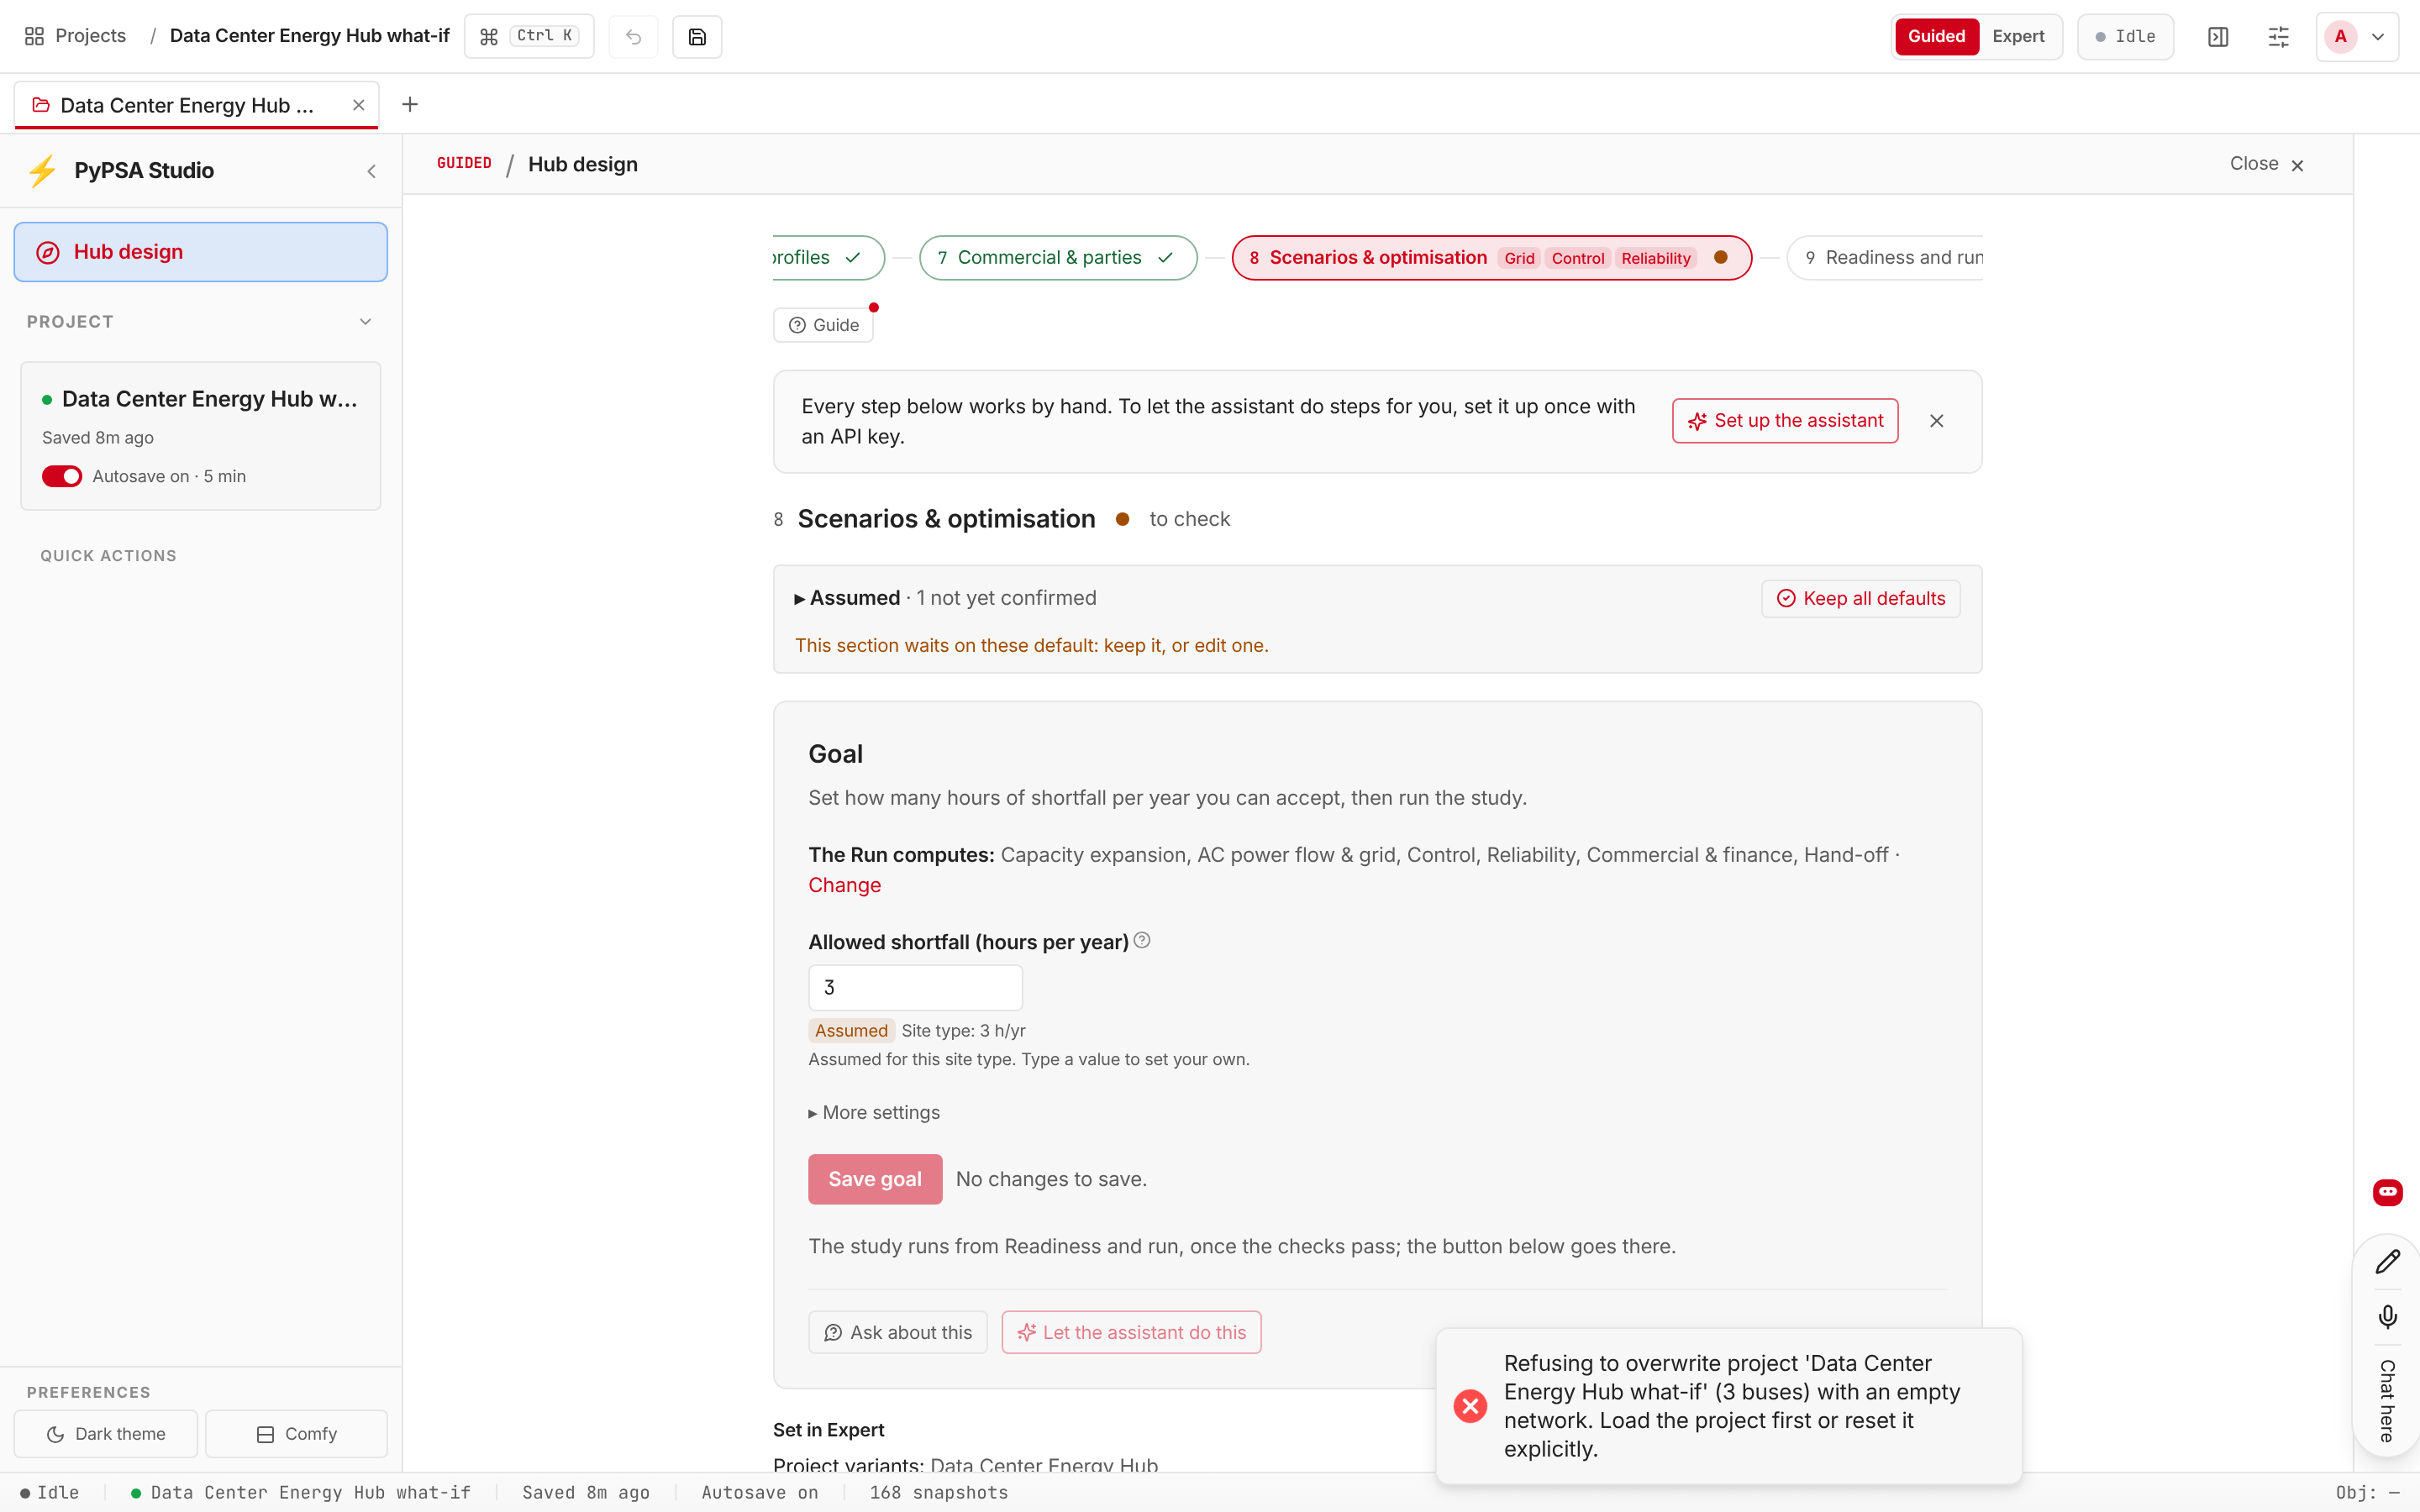 Projects / Data Center Energy Hub what-if Ctrl K
Guided Expert Idle A
Data Center Energy Hub ...
PyPSA Studio
GUIDED / Hub design Close
Hub design
PROJECT
Data Center Energy Hub w...
Saved 8m ago
Autosave on · 5 min
QUICK ACTIONS
rofiles 7 Commercial & parties 8 Scenarios & optimisation Grid Control Reliability 9 Readiness and run
Guide
Every step below works by hand. To let the assistant do steps for you, set it up once with
an API key.
Set up the assistant
8 Scenarios & optimisation to check
Assumed · 1 not yet confirmed
Keep all defaults
This section waits on these default: keep it, or edit one.
Goal
Set how many hours of shortfall per year you can accept, then run the study.
The Run computes: Capacity expansion, AC power flow & grid, Control, Reliability, Commercial & finance, Hand-off ·
Change
Allowed shortfall (hours per year)
3
Assumed Site type: 3 h/yr
Assumed for this site type. Type a value to set your own.
More settings
Save goal No changes to save.
The study runs from Readiness and run, once the checks pass; the button below goes there.
Ask about this Let the assistant do this
Set in Expert
Project variants: Data Center Energy Hub
Refusing to overwrite project 'Data Center
Energy Hub what-if' (3 buses) with an empty
network. Load the project first or reset it
explicitly.
Chat here
PREFERENCES
Dark theme Comfy
Idle Data Center Energy Hub what-if Saved 8m ago Autosave on 168 snapshots Obj: —